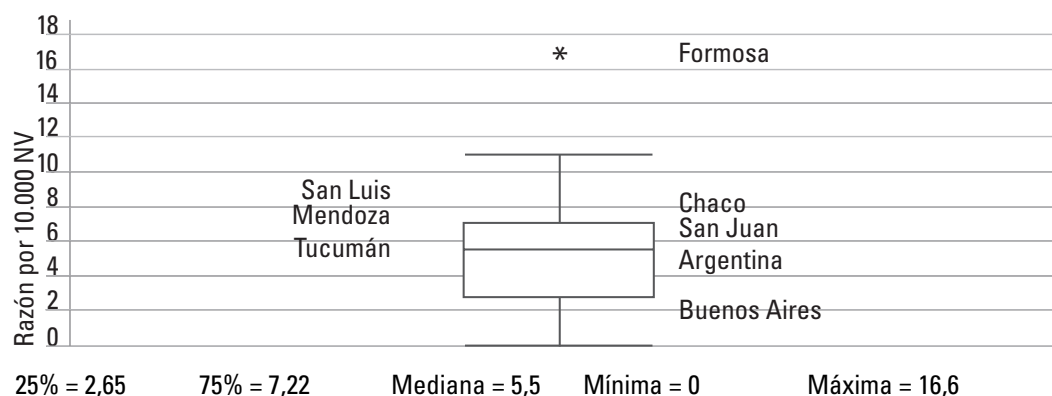 Razón por 10.000 NV
18
16
14
12
10
8
6
4
2
0
*
Formosa
San Luis
Mendoza
Tucumán
Chaco
San Juan
Argentina
Buenos Aires
25% = 2,65 75% = 7,22 Mediana = 5,5 Mínima = 0 Máxima = 16,6